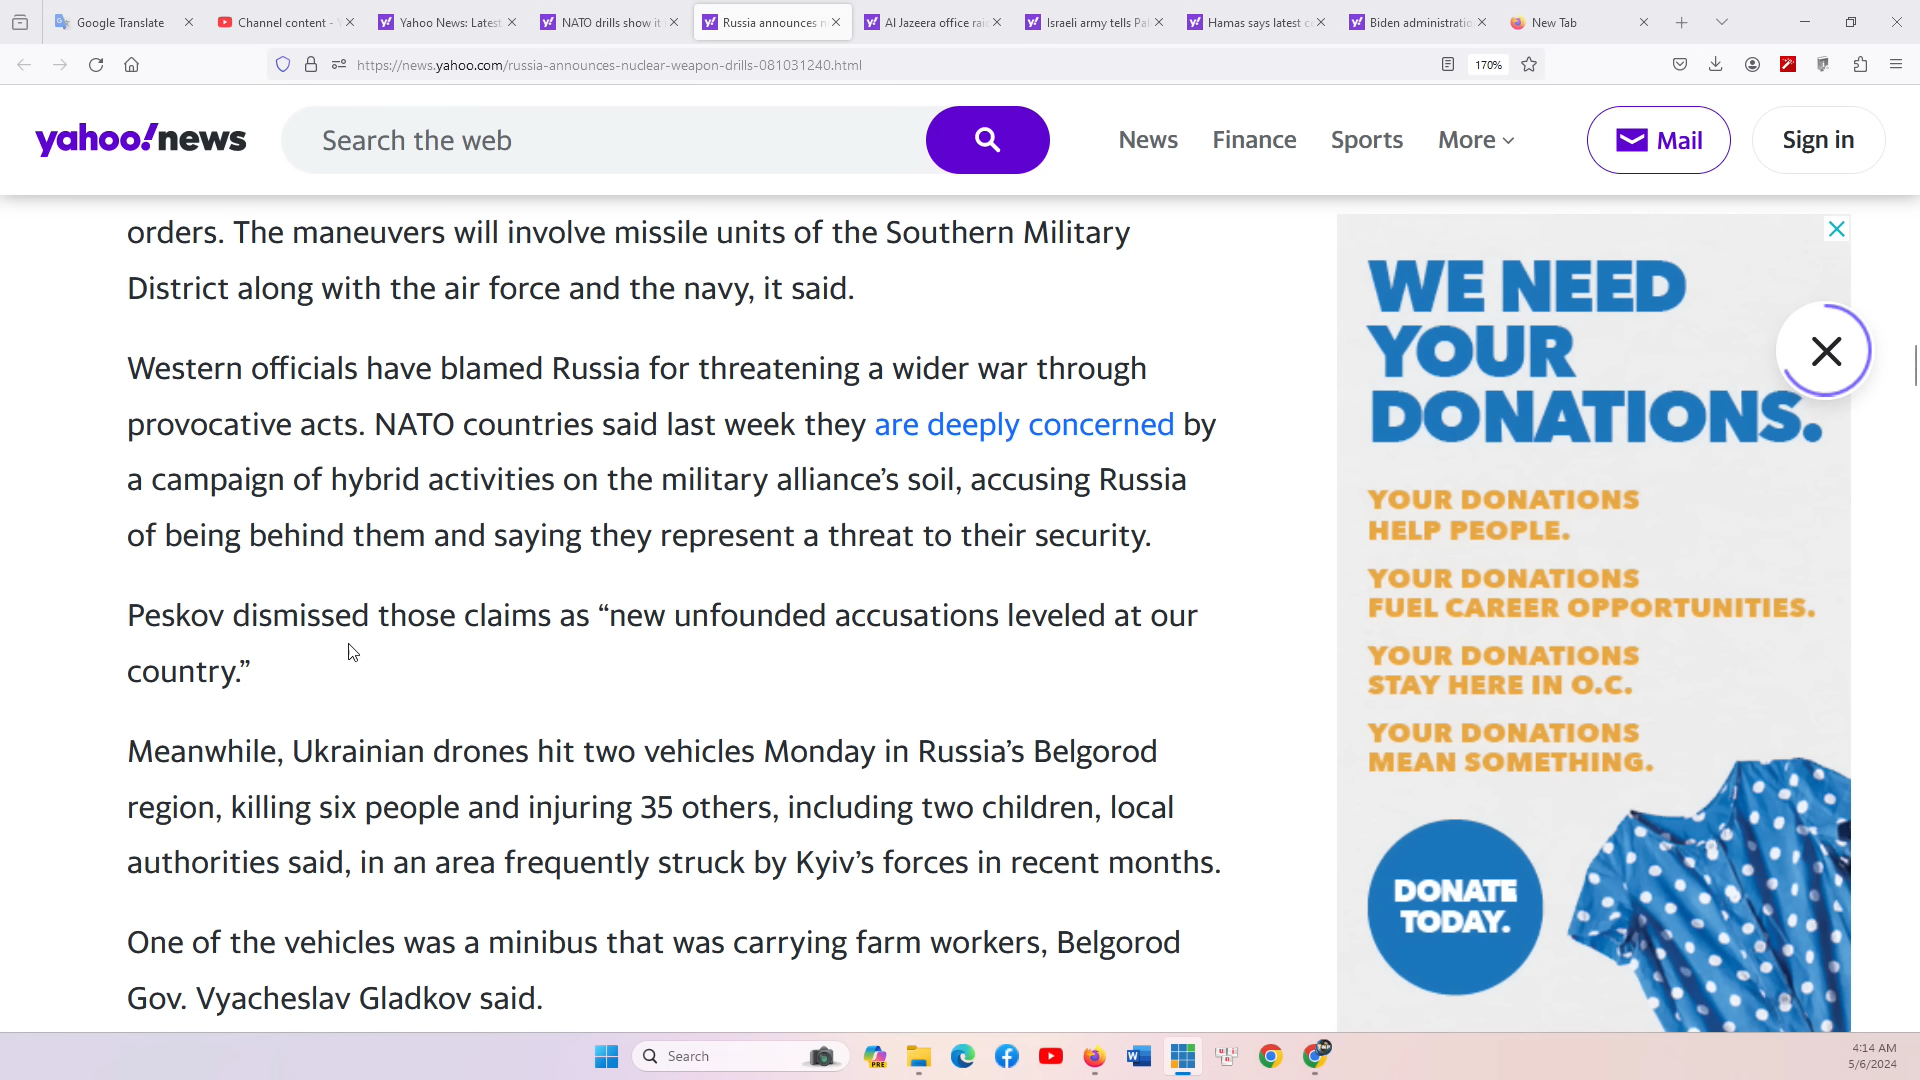 Google Translate
Channel content - Y
Yahoo News: Latest
NATO drills show it i
Russia announces n
Al Jazeera office raid
Israeli army tells Pal
Hamas says latest ce
Biden administratio
New Tab
https://news.yahoo.com/russia-announces-nuclear-weapon-drills-081031240.html
170%
yahoo!news
Search the web
News
Finance
Sports
More
Mail
Sign in
orders. The maneuvers will involve missile units of the Southern Military
District along with the air force and the navy, it said.
Western officials have blamed Russia for threatening a wider war through
provocative acts. NATO countries said last week they are deeply concerned by
a campaign of hybrid activities on the military alliance’s soil, accusing Russia
of being behind them and saying they represent a threat to their security.
Peskov dismissed those claims as “new unfounded accusations leveled at our
country.”
Meanwhile, Ukrainian drones hit two vehicles Monday in Russia’s Belgorod
region, killing six people and injuring 35 others, including two children, local
authorities said, in an area frequently struck by Kyiv’s forces in recent months.
One of the vehicles was a minibus that was carrying farm workers, Belgorod
Gov. Vyacheslav Gladkov said.
WE NEED
YOUR
DONATIONS.
YOUR DONATIONS
HELP PEOPLE.
YOUR DONATIONS
FUEL CAREER OPPORTUNITIES.
YOUR DONATIONS
STAY HERE IN O.C.
YOUR DONATIONS
MEAN SOMETHING.
DONATE
TODAY.
Search
PRE
4:14 AM
5/6/2024